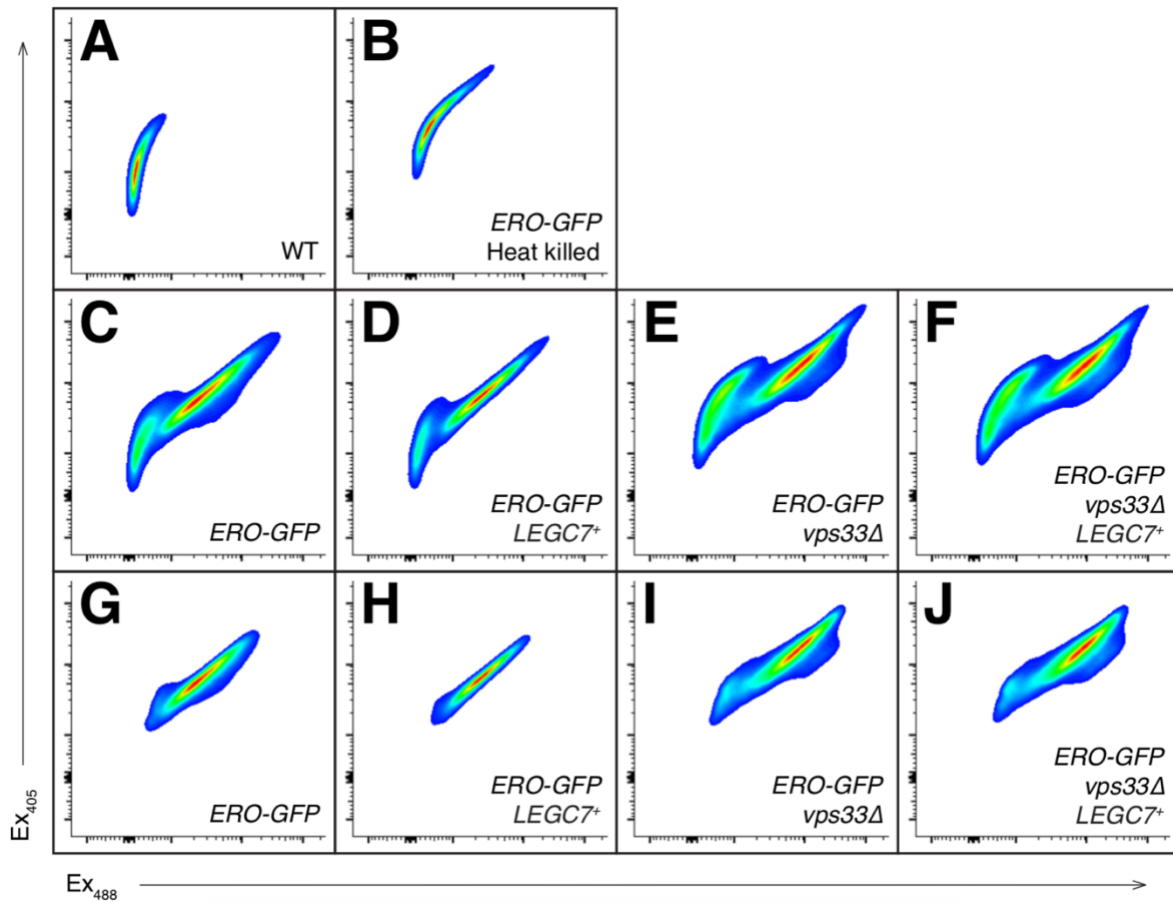 A
WT
B
ERO-GFP
Heat killed
C
ERO-GFP
D
ERO-GFP
LEGC7⁺
E
ERO-GFP
vps33Δ
F
ERO-GFP
vps33Δ
LEGC7⁺
G
ERO-GFP
H
ERO-GFP
LEGC7⁺
I
ERO-GFP
vps33Δ
J
ERO-GFP
vps33Δ
LEGC7⁺
Ex₄₀₅
Ex₄₈₈